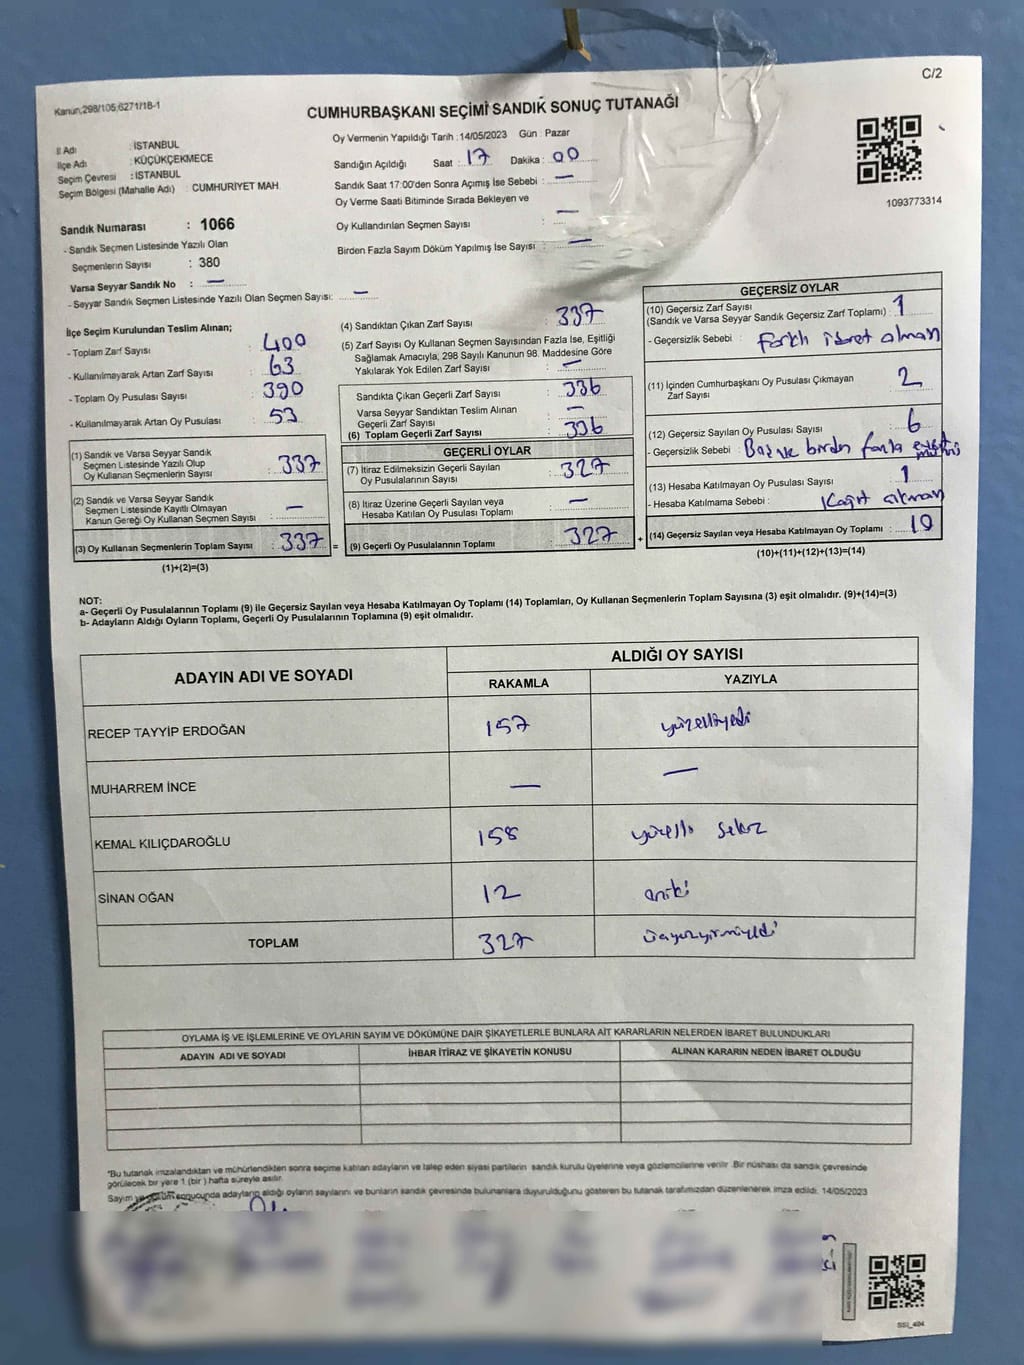 C/2
Kanun;298/105;6271/18-1
CUMHURBAŞKANI SEÇİMİ SANDIK SONUÇ TUTANAĞI
İl Adı : İSTANBUL
İlçe Adı : KÜÇÜKÇEKMECE
Seçim Çevresi : İSTANBUL
Seçim Bölgesi (Mahalle Adı) : CUMHURİYET MAH
Sandık Numarası : 1066
- Sandık Seçmen Listesinde Yazılı Olan
Seçmenlerin Sayısı : 380
Varsa Seyyar Sandık No : —
- Seyyar Sandık Seçmen Listesinde Yazılı Olan Seçmen Sayısı: —
Oy Vermenin Yapıldığı Tarih : 14/05/2023 Gün : Pazar
Sandığın Açıldığı Saat : 17 Dakika : 00
Sandık Saat 17:00'den Sonra Açımış İse Sebebi : —
Oy Verme Saati Bitiminde Sırada Bekleyen ve
Oy Kullandırılan Seçmen Sayısı : —
Birden Fazla Sayım Döküm Yapılmış İse Sayısı : —
1093773314
İlçe Seçim Kurulundan Teslim Alınan;
- Toplam Zarf Sayısı : 400
- Kullanılmayarak Artan Zarf Sayısı : 63
- Toplam Oy Pusulası Sayısı : 390
- Kullanılmayarak Artan Oy Pusulası : 53
(1) Sandık ve Varsa Seyyar Sandık
Seçmen Listesinde Yazılı Olup
Oy Kullanan Seçmenlerin Sayısı : 337
(2) Sandık ve Varsa Seyyar Sandık
Seçmen Listesinde Kayıtlı Olmayan
Kanun Gereği Oy Kullanan Seçmen Sayısı : —
(3) Oy Kullanan Seçmenlerin Toplam Sayısı : 337
(1)+(2)=(3)
(4) Sandıktan Çıkan Zarf Sayısı : 337
(5) Zarf Sayısı Oy Kullanan Seçmen Sayısından Fazla İse, Eşitliği
Sağlamak Amacıyla, 298 Sayılı Kanunun 98. Maddesine Göre
Yakılarak Yok Edilen Zarf Sayısı : —
Sandıkta Çıkan Geçerli Zarf Sayısı : 336
Varsa Seyyar Sandıktan Teslim Alınan
Geçerli Zarf Sayısı : —
(6) Toplam Geçerli Zarf Sayısı : 336
GEÇERLİ OYLAR
(7) İtiraz Edilmeksizin Geçerli Sayılan
Oy Pusulalarının Sayısı : 327
(8) İtiraz Üzerine Geçerli Sayılan veya
Hesaba Katılan Oy Pusulası Toplamı : —
= (9) Geçerli Oy Pusulalarının Toplamı : 327
GEÇERSİZ OYLAR
(10) Geçersiz Zarf Sayısı
(Sandık ve Varsa Seyyar Sandık Geçersiz Zarf Toplamı) : 1
- Geçersizlik Sebebi : farklı işaret olması
(11) İçinden Cumhurbaşkanı Oy Pusulası Çıkmayan
Zarf Sayısı : 2
(12) Geçersiz Sayılan Oy Pusulası Sayısı : 6
- Geçersizlik Sebebi : birden fazla evet mührü
(13) Hesaba Katılmayan Oy Pusulası Sayısı : 1
- Hesaba Katılmama Sebebi : Kağıt
+ (14) Geçersiz Sayılan veya Hesaba Katılmayan Oy Toplamı : 10
(10)+(11)+(12)+(13)=(14)
NOT:
a- Geçerli Oy Pusulalarının Toplamı (9) ile Geçersiz Sayılan veya Hesaba Katılmayan Oy Toplamı (14) Toplamları, Oy Kullanan Seçmenlerin Toplam Sayısına (3) eşit olmalıdır. (9)+(14)=(3)
b- Adayların Aldığı Oyların Toplamı, Geçerli Oy Pusulalarının Toplamına (9) eşit olmalıdır.
ADAYIN ADI VE SOYADI ALDIĞI OY SAYISI
RAKAMLA YAZIYLA
RECEP TAYYİP ERDOĞAN 157 yüzelliyedi
MUHARREM İNCE — —
KEMAL KILIÇDAROĞLU 158 yüzelli sekiz
SİNAN OĞAN 12 oniki
TOPLAM 327 üçyüzyirmiyedi
OYLAMA İŞ VE İŞLEMLERİNE VE OYLARIN SAYIM VE DÖKÜMÜNE DAİR ŞİKAYETLERLE BUNLARA AİT KARARLARIN NELERDEN İBARET BULUNDUKLARI
ADAYIN ADI VE SOYADI İHBAR İTİRAZ VE ŞİKAYETİN KONUSU ALINAN KARARIN NEDEN İBARET OLDUĞU
*Bu tutanak imzalandıktan ve mühürlendikten sonra seçime katılan adayların ve talep eden siyasi partilerin sandık kurulu üyelerine veya gözlemcilerine verilir .Bir nüshası da sandık çevresinde
görülecek bir yere 1 (bir ) hafta süreyle asılır.
Sayım ve sonucunda adayların aldığı oyların sayılarını ve bunların sandık çevresinde bulunanlara duyurulduğunu gösteren bu tutanak tarafımızdan düzenlenerek imza edildi. 14/05/2023
SSİ_404